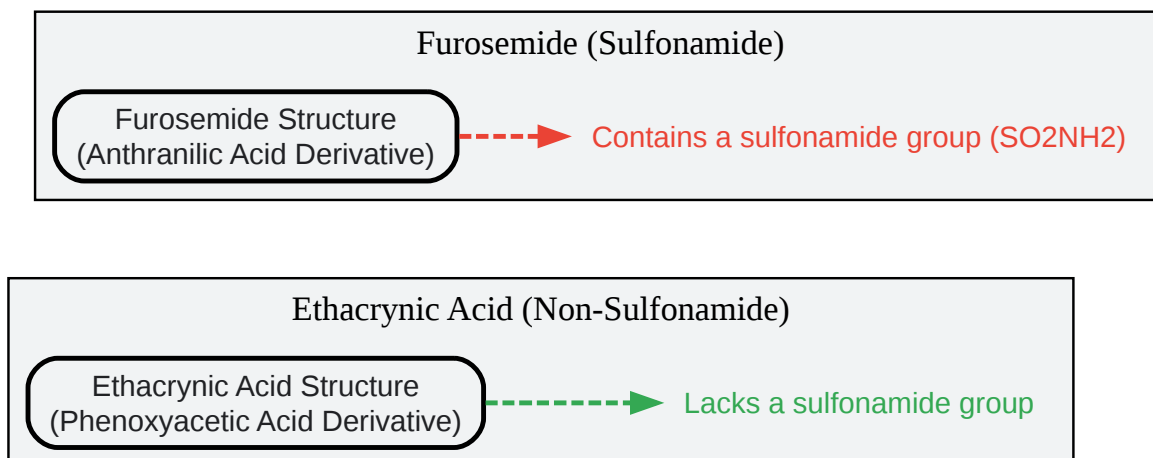 Furosemide (Sulfonamide)
Furosemide Structure
(Anthranilic Acid Derivative)
Contains a sulfonamide group (SO2NH2)
Ethacrynic Acid (Non-Sulfonamide)
Ethacrynic Acid Structure
(Phenoxyacetic Acid Derivative)
Lacks a sulfonamide group